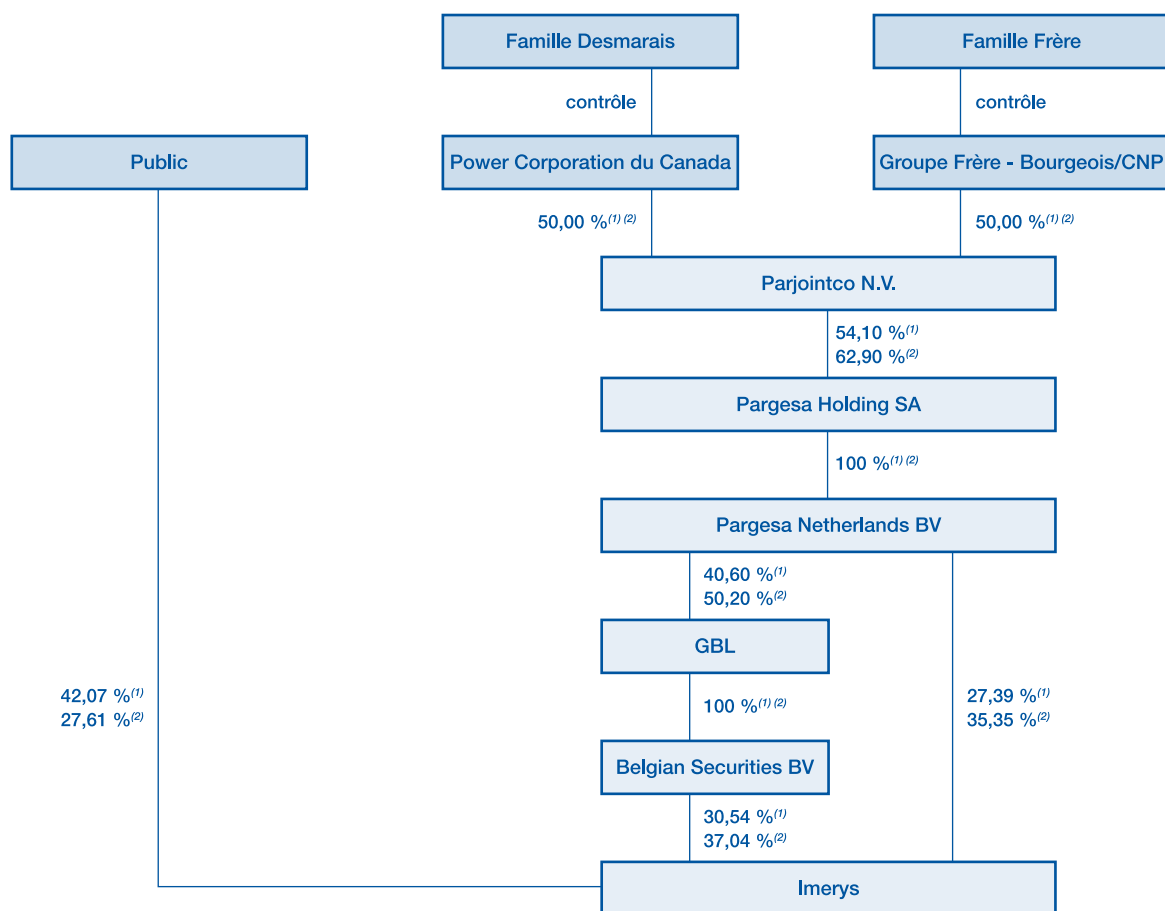 Famille Desmarais
Famille Frère
contrôle
contrôle
Public
Power Corporation du Canada
Groupe Frère - Bourgeois/CNP
50,00 %(1) (2)
50,00 %(1) (2)
Parjointco N.V.
54,10 %(1)
62,90 %(2)
Pargesa Holding SA
100 %(1) (2)
Pargesa Netherlands BV
40,60 %(1)
50,20 %(2)
GBL
42,07 %(1)
27,61 %(2)
100 %(1) (2)
27,39 %(1)
35,35 %(2)
Belgian Securities BV
30,54 %(1)
37,04 %(2)
Imerys